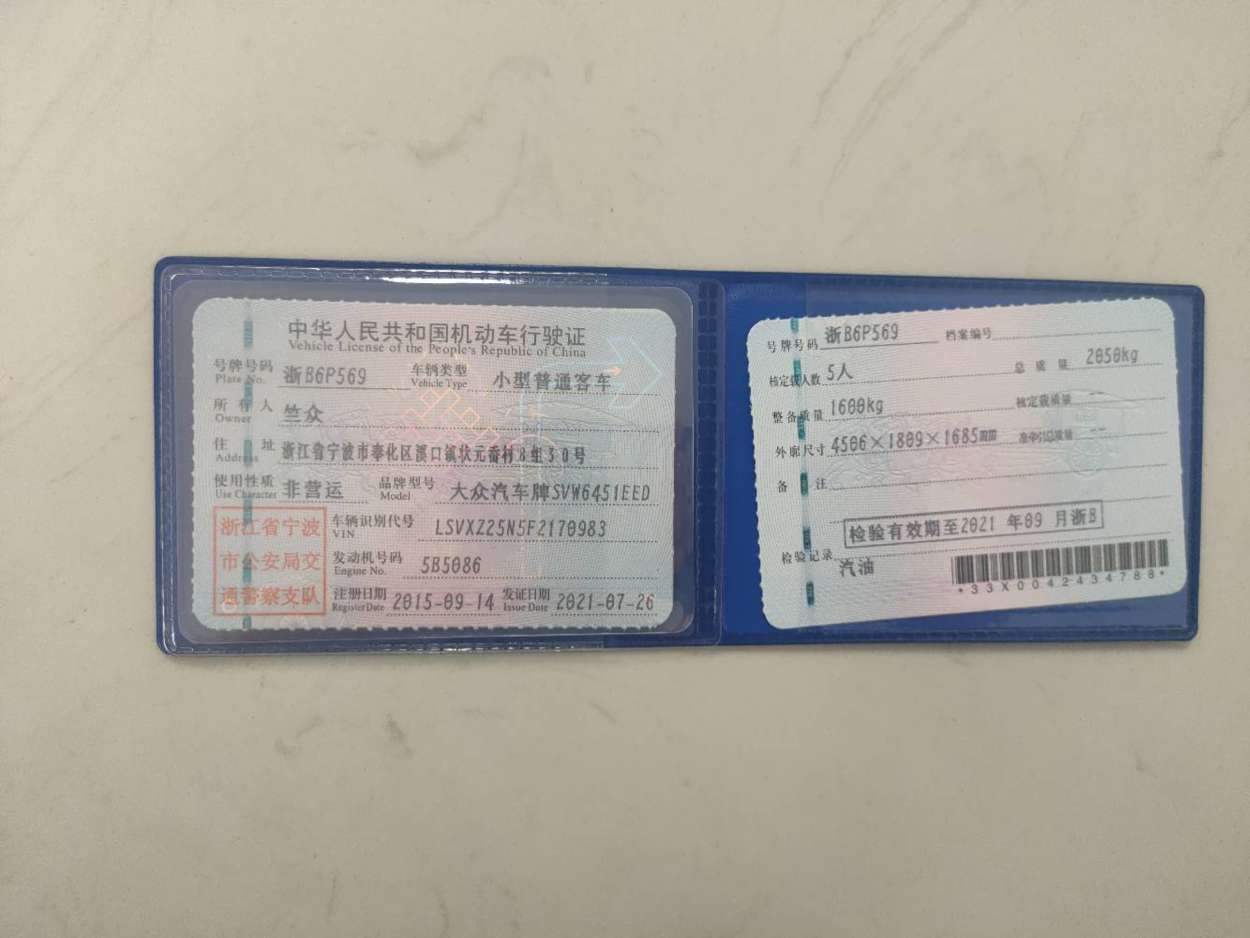 中华人民共和国机动车行驶证
Vehicle License of the People's Republic of China
号牌号码 浙B6P569 车辆类型 小型普通客车
Plate No. Vehicle Type
所有人 竺众
Owner
住址 浙江省宁波市奉化区溪口镇状元岙村8组30号
Address
使用性质 非营运 品牌型号 大众汽车牌SVW6451EED
Use Character Model
浙江省宁波
市公安局交
通警察支队
车辆识别代号 LSVXZ25N5F2170983
VIN
发动机号码 5B5086
Engine No.
注册日期 2015-09-14 发证日期 2021-07-26
Register Date Issue Date
号牌号码 浙B6P569 档案编号
核定载人数 5人 总质量 2050kg
整备质量 1600kg 核定载质量 --
外廓尺寸 4506×1809×1685mm 准牵引总质量 --
备注
检验有效期至2021年09月浙B
检验记录
汽油
*33X0042434788*